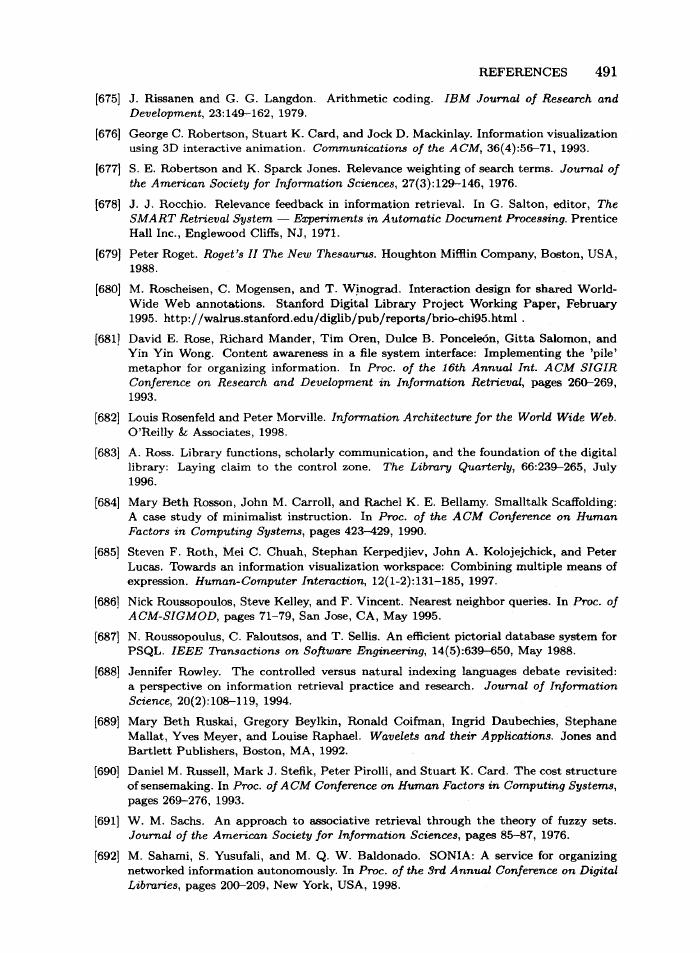 REFERENCES 491
[675] J. Rissanen and G. G. Langdon. Arithmetic coding. IBM Journal of Research and
Development, 23:149–162, 1979.
[676] George C. Robertson, Stuart K. Card, and Jock D. Mackinlay. Information visualization
using 3D interactive animation. Communications of the ACM, 36(4):56–71, 1993.
[677] S. E. Robertson and K. Sparck Jones. Relevance weighting of search terms. Journal of
the American Society for Information Sciences, 27(3):129–146, 1976.
[678] J. J. Rocchio. Relevance feedback in information retrieval. In G. Salton, editor, The
SMART Retrieval System — Experiments in Automatic Document Processing. Prentice
Hall Inc., Englewood Cliffs, NJ, 1971.
[679] Peter Roget. Roget's II The New Thesaurus. Houghton Mifflin Company, Boston, USA,
1988.
[680] M. Roscheisen, C. Mogensen, and T. Winograd. Interaction design for shared World-
Wide Web annotations. Stanford Digital Library Project Working Paper, February
1995. http://walrus.stanford.edu/diglib/pub/reports/brio-chi95.html .
[681] David E. Rose, Richard Mander, Tim Oren, Dulce B. Ponceleón, Gitta Salomon, and
Yin Yin Wong. Content awareness in a file system interface: Implementing the 'pile'
metaphor for organizing information. In Proc. of the 16th Annual Int. ACM SIGIR
Conference on Research and Development in Information Retrieval, pages 260–269,
1993.
[682] Louis Rosenfeld and Peter Morville. Information Architecture for the World Wide Web.
O'Reilly & Associates, 1998.
[683] A. Ross. Library functions, scholarly communication, and the foundation of the digital
library: Laying claim to the control zone. The Library Quarterly, 66:239–265, July
1996.
[684] Mary Beth Rosson, John M. Carroll, and Rachel K. E. Bellamy. Smalltalk Scaffolding:
A case study of minimalist instruction. In Proc. of the ACM Conference on Human
Factors in Computing Systems, pages 423–429, 1990.
[685] Steven F. Roth, Mei C. Chuah, Stephan Kerpedjiev, John A. Kolojejchick, and Peter
Lucas. Towards an information visualization workspace: Combining multiple means of
expression. Human-Computer Interaction, 12(1-2):131–185, 1997.
[686] Nick Roussopoulos, Steve Kelley, and F. Vincent. Nearest neighbor queries. In Proc. of
ACM-SIGMOD, pages 71–79, San Jose, CA, May 1995.
[687] N. Roussopoulus, C. Faloutsos, and T. Sellis. An efficient pictorial database system for
PSQL. IEEE Transactions on Software Engineering, 14(5):639–650, May 1988.
[688] Jennifer Rowley. The controlled versus natural indexing languages debate revisited:
a perspective on information retrieval practice and research. Journal of Information
Science, 20(2):108–119, 1994.
[689] Mary Beth Ruskai, Gregory Beylkin, Ronald Coifman, Ingrid Daubechies, Stephane
Mallat, Yves Meyer, and Louise Raphael. Wavelets and their Applications. Jones and
Bartlett Publishers, Boston, MA, 1992.
[690] Daniel M. Russell, Mark J. Stefik, Peter Pirolli, and Stuart K. Card. The cost structure
of sensemaking. In Proc. of ACM Conference on Human Factors in Computing Systems,
pages 269–276, 1993.
[691] W. M. Sachs. An approach to associative retrieval through the theory of fuzzy sets.
Journal of the American Society for Information Sciences, pages 85–87, 1976.
[692] M. Sahami, S. Yusufali, and M. Q. W. Baldonado. SONIA: A service for organizing
networked information autonomously. In Proc. of the 3rd Annual Conference on Digital
Libraries, pages 200–209, New York, USA, 1998.